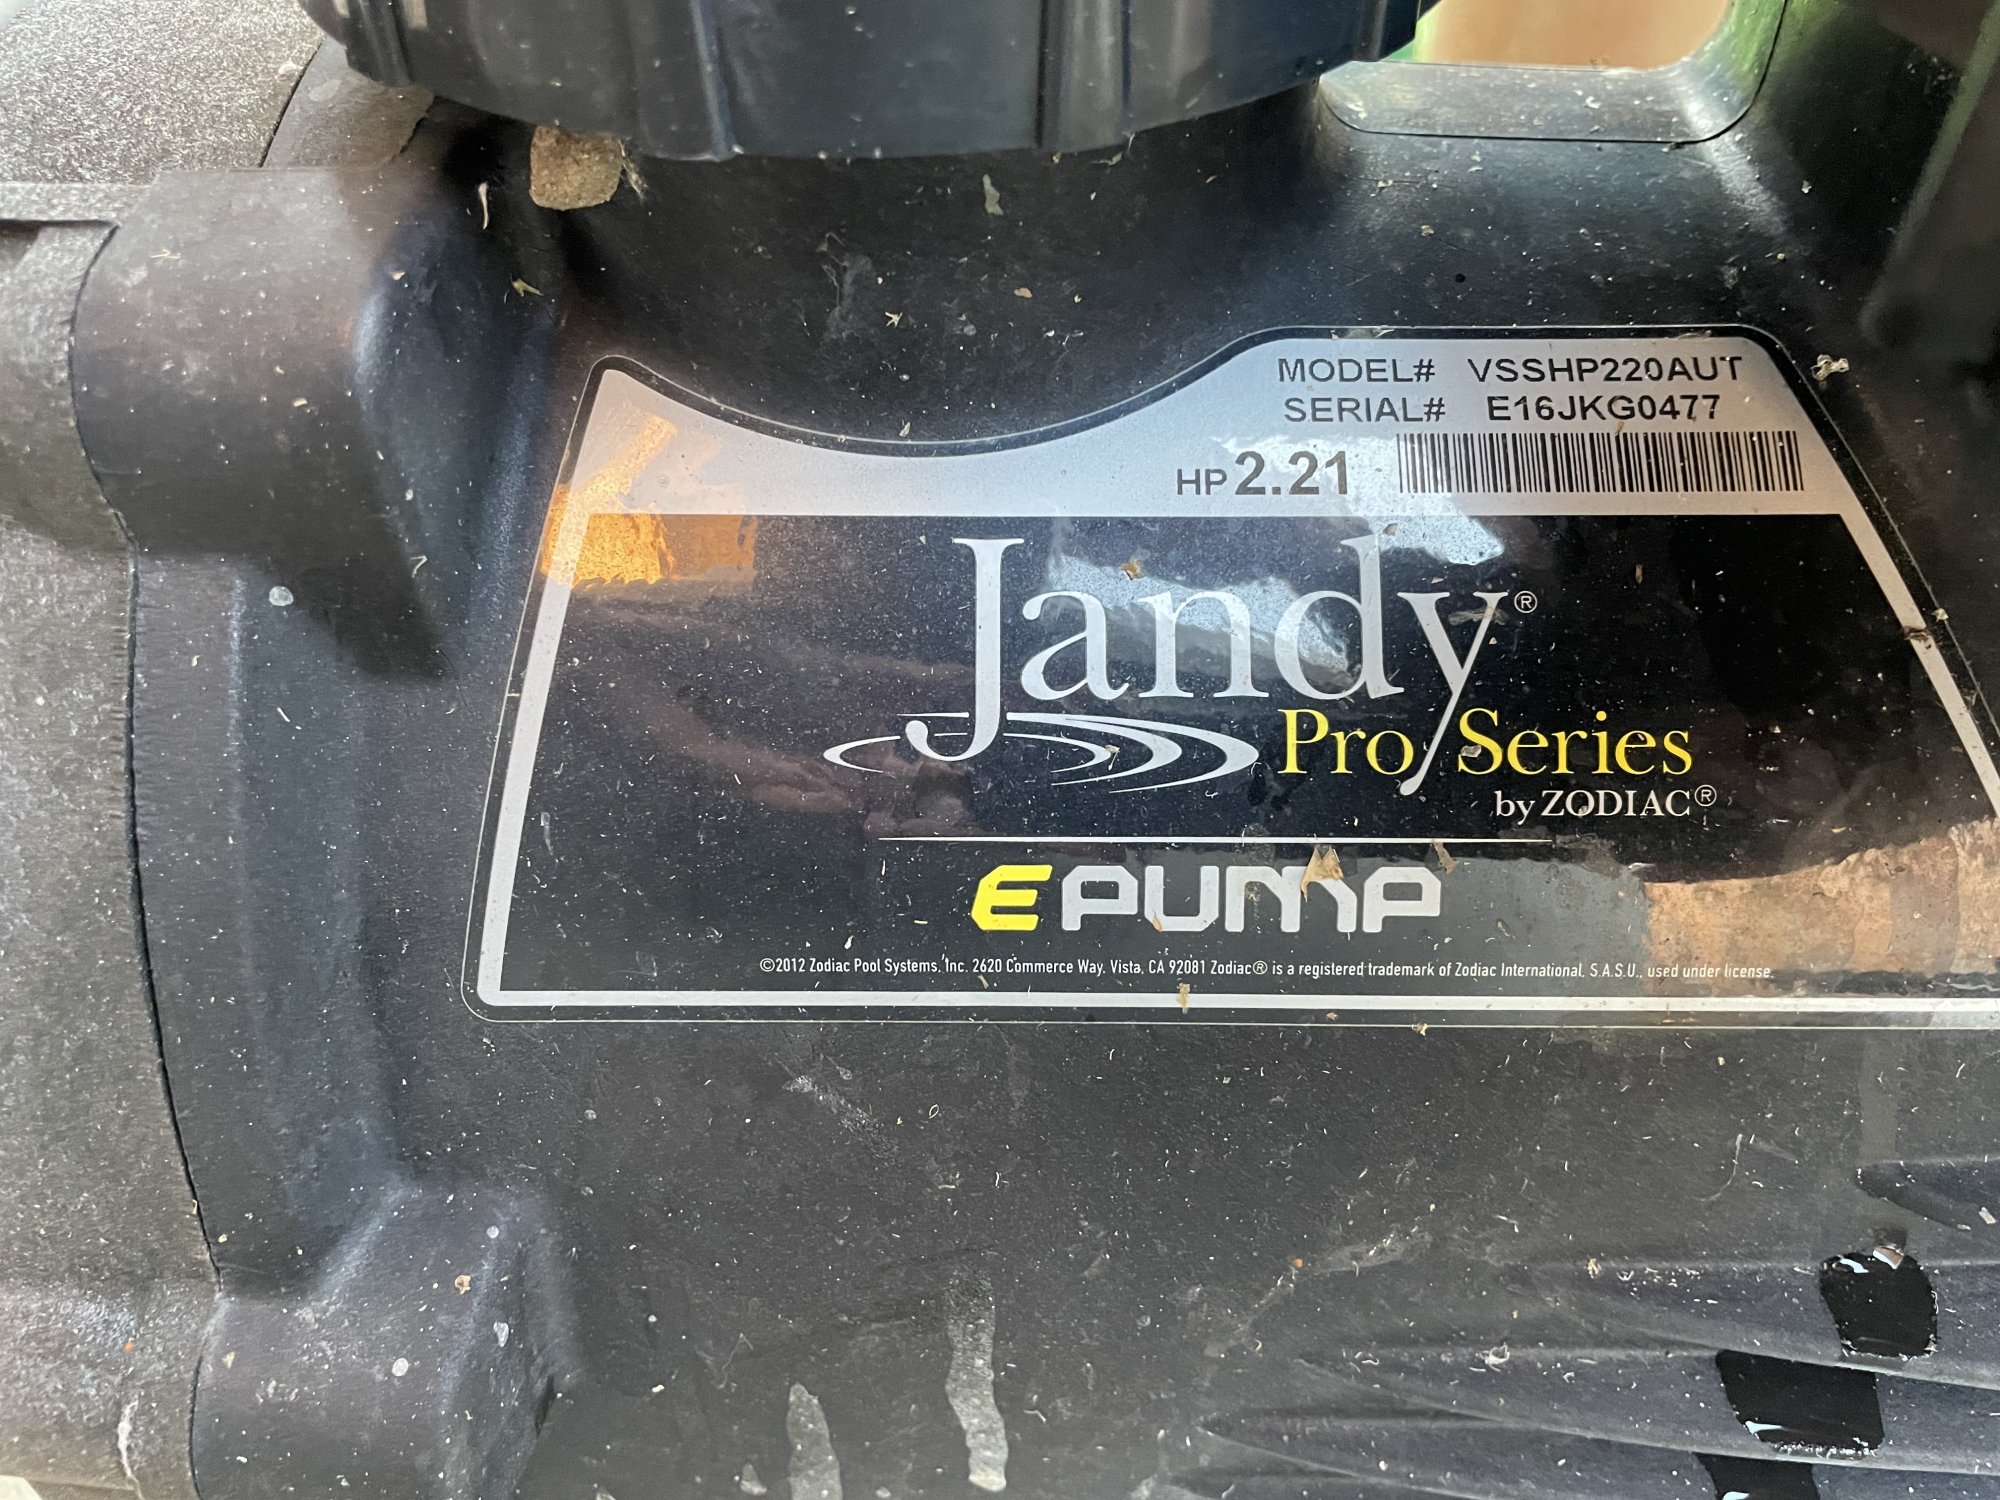 MODEL# VSSHP220AUT
SERIAL# E16JKG0477
HP 2.21
Jandy®
Pro Series
by ZODIAC®
EPUMP
©2012 Zodiac Pool Systems, Inc. 2620 Commerce Way, Vista, CA 92081 Zodiac® is a registered trademark of Zodiac International, S.A.S.U., used under license.